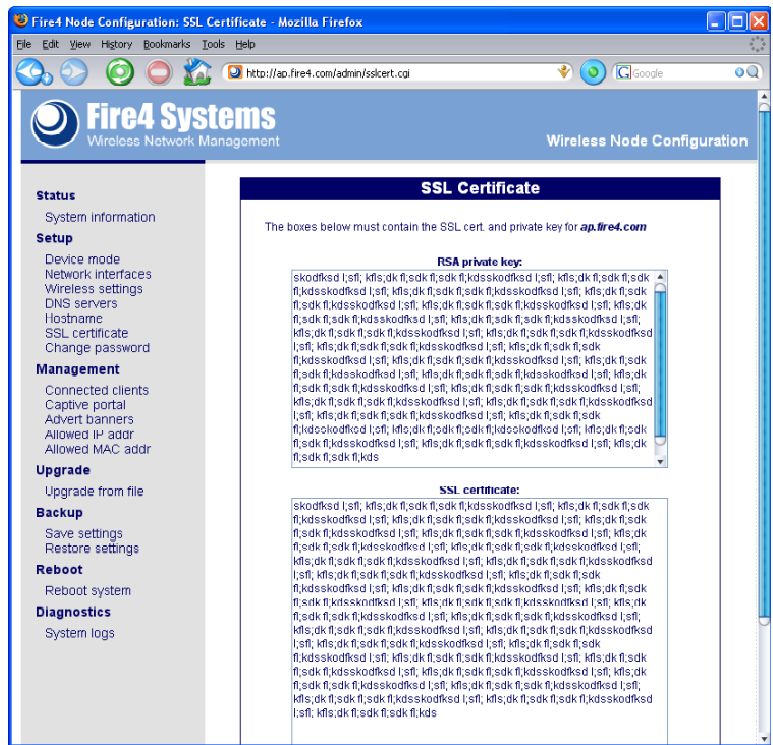 Fire4 Node Configuration: SSL Certificate - Mozilla Firefox
File Edit View History Bookmarks Tools Help
http://ap.fire4.com/admin/sslcert.cgi
Google
Fire4 Systems
Wireless Network Management
Wireless Node Configuration
Status
System information
Setup
Device mode
Network interfaces
Wireless settings
DNS servers
Hostname
SSL certificate
Change password
Management
Connected clients
Captive portal
Advert banners
Allowed IP addr
Allowed MAC addr
Upgrade
Upgrade from file
Backup
Save settings
Restore settings
Reboot
Reboot system
Diagnostics
System logs
SSL Certificate
The boxes below must contain the SSL cert. and private key for ap.fire4.com
RSA private key:
skodfksd l;sfl; kfls;dk fl;sdk fl;sdk fl;kdsskodfksd l;sfl; kfls;dk fl;sdk fl;sdk
fl;kdsskodfksd l;sfl; kfls;dk fl;sdk fl;sdk fl;kdsskodfksd l;sfl; kfls;dk
fl;sdk fl;sdk fl;kdsskodfksd l;sfl; kfls;dk fl;sdk fl;sdk fl;kdsskodfksd l;sfl; kfls;dk
fl;sdk fl;sdk fl;kdsskodfksd l;sfl; kfls;dk fl;sdk fl;sdk fl;kdsskodfksd l;sfl;
kfls;dk fl;sdk fl;sdk fl;kdsskodfksd l;sfl; kfls;dk fl;sdk fl;sdk fl;kdsskodfksd
l;sfl; kfls;dk fl;sdk fl;sdk fl;kdsskodfksd l;sfl; kfls;dk fl;sdk fl;sdk
fl;kdsskodfksd l;sfl; kfls;dk fl;sdk fl;sdk fl;kdsskodfksd l;sfl; kfls;dk fl;sdk
fl;sdk fl;sdk fl;kdsskodfksd l;sfl; kfls;dk fl;sdk fl;sdk fl;kdsskodfksd l;sfl; kfls;dk
fl;sdk fl;sdk fl;kdsskodfksd l;sfl; kfls;dk fl;sdk fl;sdk fl;kdsskodfksd l;sfl;
kfls;dk fl;sdk fl;sdk fl;kdsskodfksd l;sfl; kfls;dk fl;sdk fl;sdk fl;kdsskodfksd
l;sfl; kfls;dk fl;sdk fl;sdk fl;kdsskodfksd l;sfl; kfls;dk fl;sdk fl;sdk
fl;kdsskodfksd l;sfl; kfls;dk fl;sdk fl;sdk fl;kdsskodfksd l;sfl; kfls;dk fl;sdk
fl;sdk fl;sdk fl;kdsskodfksd l;sfl; kfls;dk fl;sdk fl;sdk fl;kdsskodfksd l;sfl; kfls;dk
fl;sdk fl;sdk fl;kds
SSL certificate:
skodfksd l;sfl; kfls;dk fl;sdk fl;sdk fl;kdsskodfksd l;sfl; kfls;dk fl;sdk fl;sdk
fl;kdsskodfksd l;sfl; kfls;dk fl;sdk fl;sdk fl;kdsskodfksd l;sfl; kfls;dk
fl;sdk fl;sdk fl;kdsskodfksd l;sfl; kfls;dk fl;sdk fl;sdk fl;kdsskodfksd l;sfl; kfls;dk
fl;sdk fl;sdk fl;kdsskodfksd l;sfl; kfls;dk fl;sdk fl;sdk fl;kdsskodfksd l;sfl;
kfls;dk fl;sdk fl;sdk fl;kdsskodfksd l;sfl; kfls;dk fl;sdk fl;sdk fl;kdsskodfksd
l;sfl; kfls;dk fl;sdk fl;sdk fl;kdsskodfksd l;sfl; kfls;dk fl;sdk fl;sdk
fl;kdsskodfksd l;sfl; kfls;dk fl;sdk fl;sdk fl;kdsskodfksd l;sfl; kfls;dk
fl;sdk fl;sdk fl;kdsskodfksd l;sfl; kfls;dk fl;sdk fl;sdk fl;kdsskodfksd l;sfl; kfls;dk
fl;sdk fl;sdk fl;kdsskodfksd l;sfl; kfls;dk fl;sdk fl;sdk fl;kdsskodfksd l;sfl;
kfls;dk fl;sdk fl;sdk fl;kdsskodfksd l;sfl; kfls;dk fl;sdk fl;sdk fl;kdsskodfksd
l;sfl; kfls;dk fl;sdk fl;sdk fl;kdsskodfksd l;sfl; kfls;dk fl;sdk fl;sdk
fl;kdsskodfksd l;sfl; kfls;dk fl;sdk fl;sdk fl;kdsskodfksd l;sfl; kfls;dk
fl;sdk fl;sdk fl;kdsskodfksd l;sfl; kfls;dk fl;sdk fl;sdk fl;kdsskodfksd l;sfl; kfls;dk
fl;sdk fl;sdk fl;kdsskodfksd l;sfl; kfls;dk fl;sdk fl;sdk fl;kdsskodfksd l;sfl;
kfls;dk fl;sdk fl;sdk fl;kdsskodfksd l;sfl; kfls;dk fl;sdk fl;sdk fl;kdsskodfksd
l;sfl; kfls;dk fl;sdk fl;sdk fl;kds